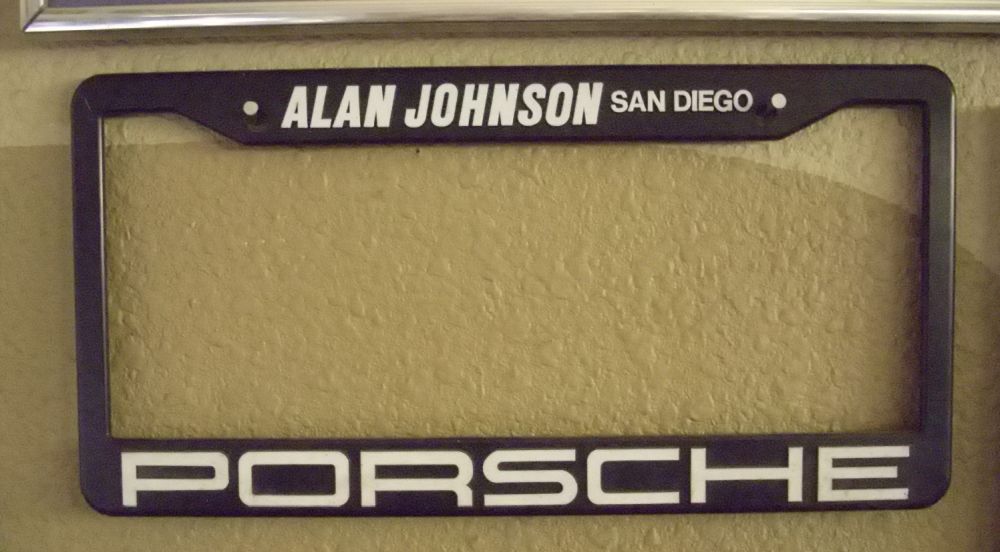 ALAN JOHNSON SAN DIEGO
PORSCHE